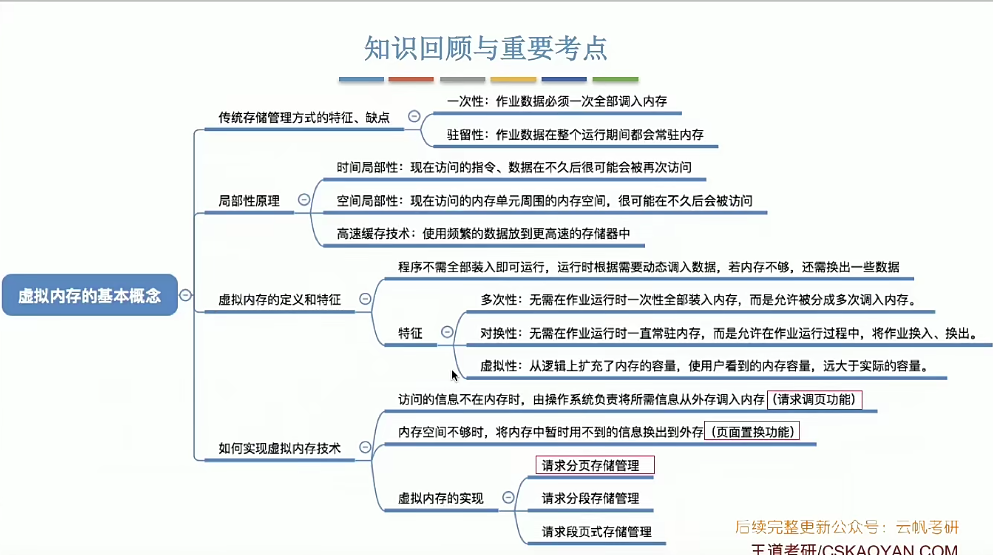 知识回顾与重要考点
传统存储管理方式的特征、缺点
一次性：作业数据必须一次全部调入内存
驻留性：作业数据在整个运行期间都会常驻内存
局部性原理
时间局部性：现在访问的指令、数据在不久后很可能会被再次访问
空间局部性：现在访问的内存单元周围的内存空间，很可能在不久后会被访问
高速缓存技术：使用频繁的数据放到更高速的存储器中
虚拟内存的基本概念
虚拟内存的定义和特征
程序不需全部装入即可运行，运行时根据需要动态调入数据，若内存不够，还需换出一些数据
特征
多次性：无需在作业运行时一次性全部装入内存，而是允许被分成多次调入内存。
对换性：无需在作业运行时一直常驻内存，而是允许在作业运行过程中，将作业换入、换出。
虚拟性：从逻辑上扩充了内存的容量，使用户看到的内存容量，远大于实际的容量。
如何实现虚拟内存技术
访问的信息不在内存时，由操作系统负责将所需信息从外存调入内存（请求调页功能）
内存空间不够时，将内存中暂时用不到的信息换出到外存（页面置换功能）
虚拟内存的实现
请求分页存储管理
请求分段存储管理
请求段页式存储管理
后续完整更新公众号：云帆考研
王道考研/CSKAOYAN.COM